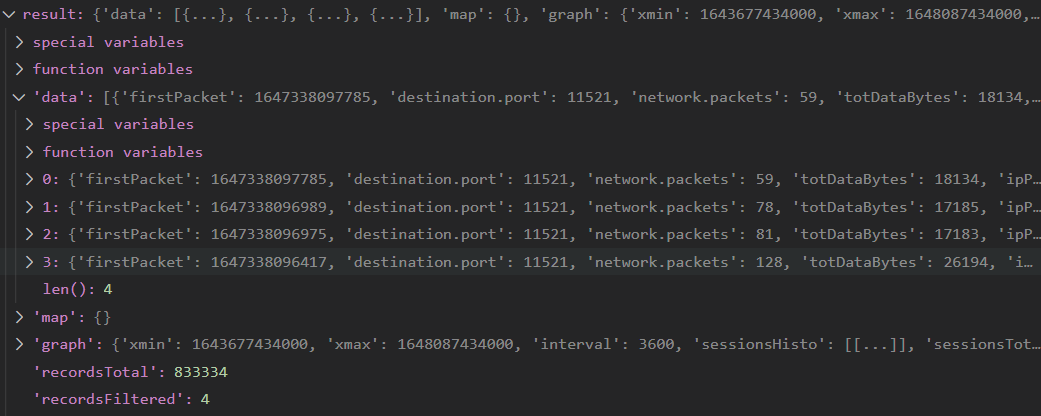 result: {'data': [{...}, {...}, {...}, {...}], 'map': {}, 'graph': {'xmin': 1643677434000, 'xmax': 1648087434000,...
special variables
function variables
'data': [{'firstPacket': 1647338097785, 'destination.port': 11521, 'network.packets': 59, 'totDataBytes': 18134,...
special variables
function variables
0: {'firstPacket': 1647338097785, 'destination.port': 11521, 'network.packets': 59, 'totDataBytes': 18134, 'ipP...
1: {'firstPacket': 1647338096989, 'destination.port': 11521, 'network.packets': 78, 'totDataBytes': 17185, 'ipP...
2: {'firstPacket': 1647338096975, 'destination.port': 11521, 'network.packets': 81, 'totDataBytes': 17183, 'ipP...
3: {'firstPacket': 1647338096417, 'destination.port': 11521, 'network.packets': 128, 'totDataBytes': 26194, 'i...
len(): 4
'map': {}
'graph': {'xmin': 1643677434000, 'xmax': 1648087434000, 'interval': 3600, 'sessionsHisto': [[...]], 'sessionsTot...
'recordsTotal': 833334
'recordsFiltered': 4